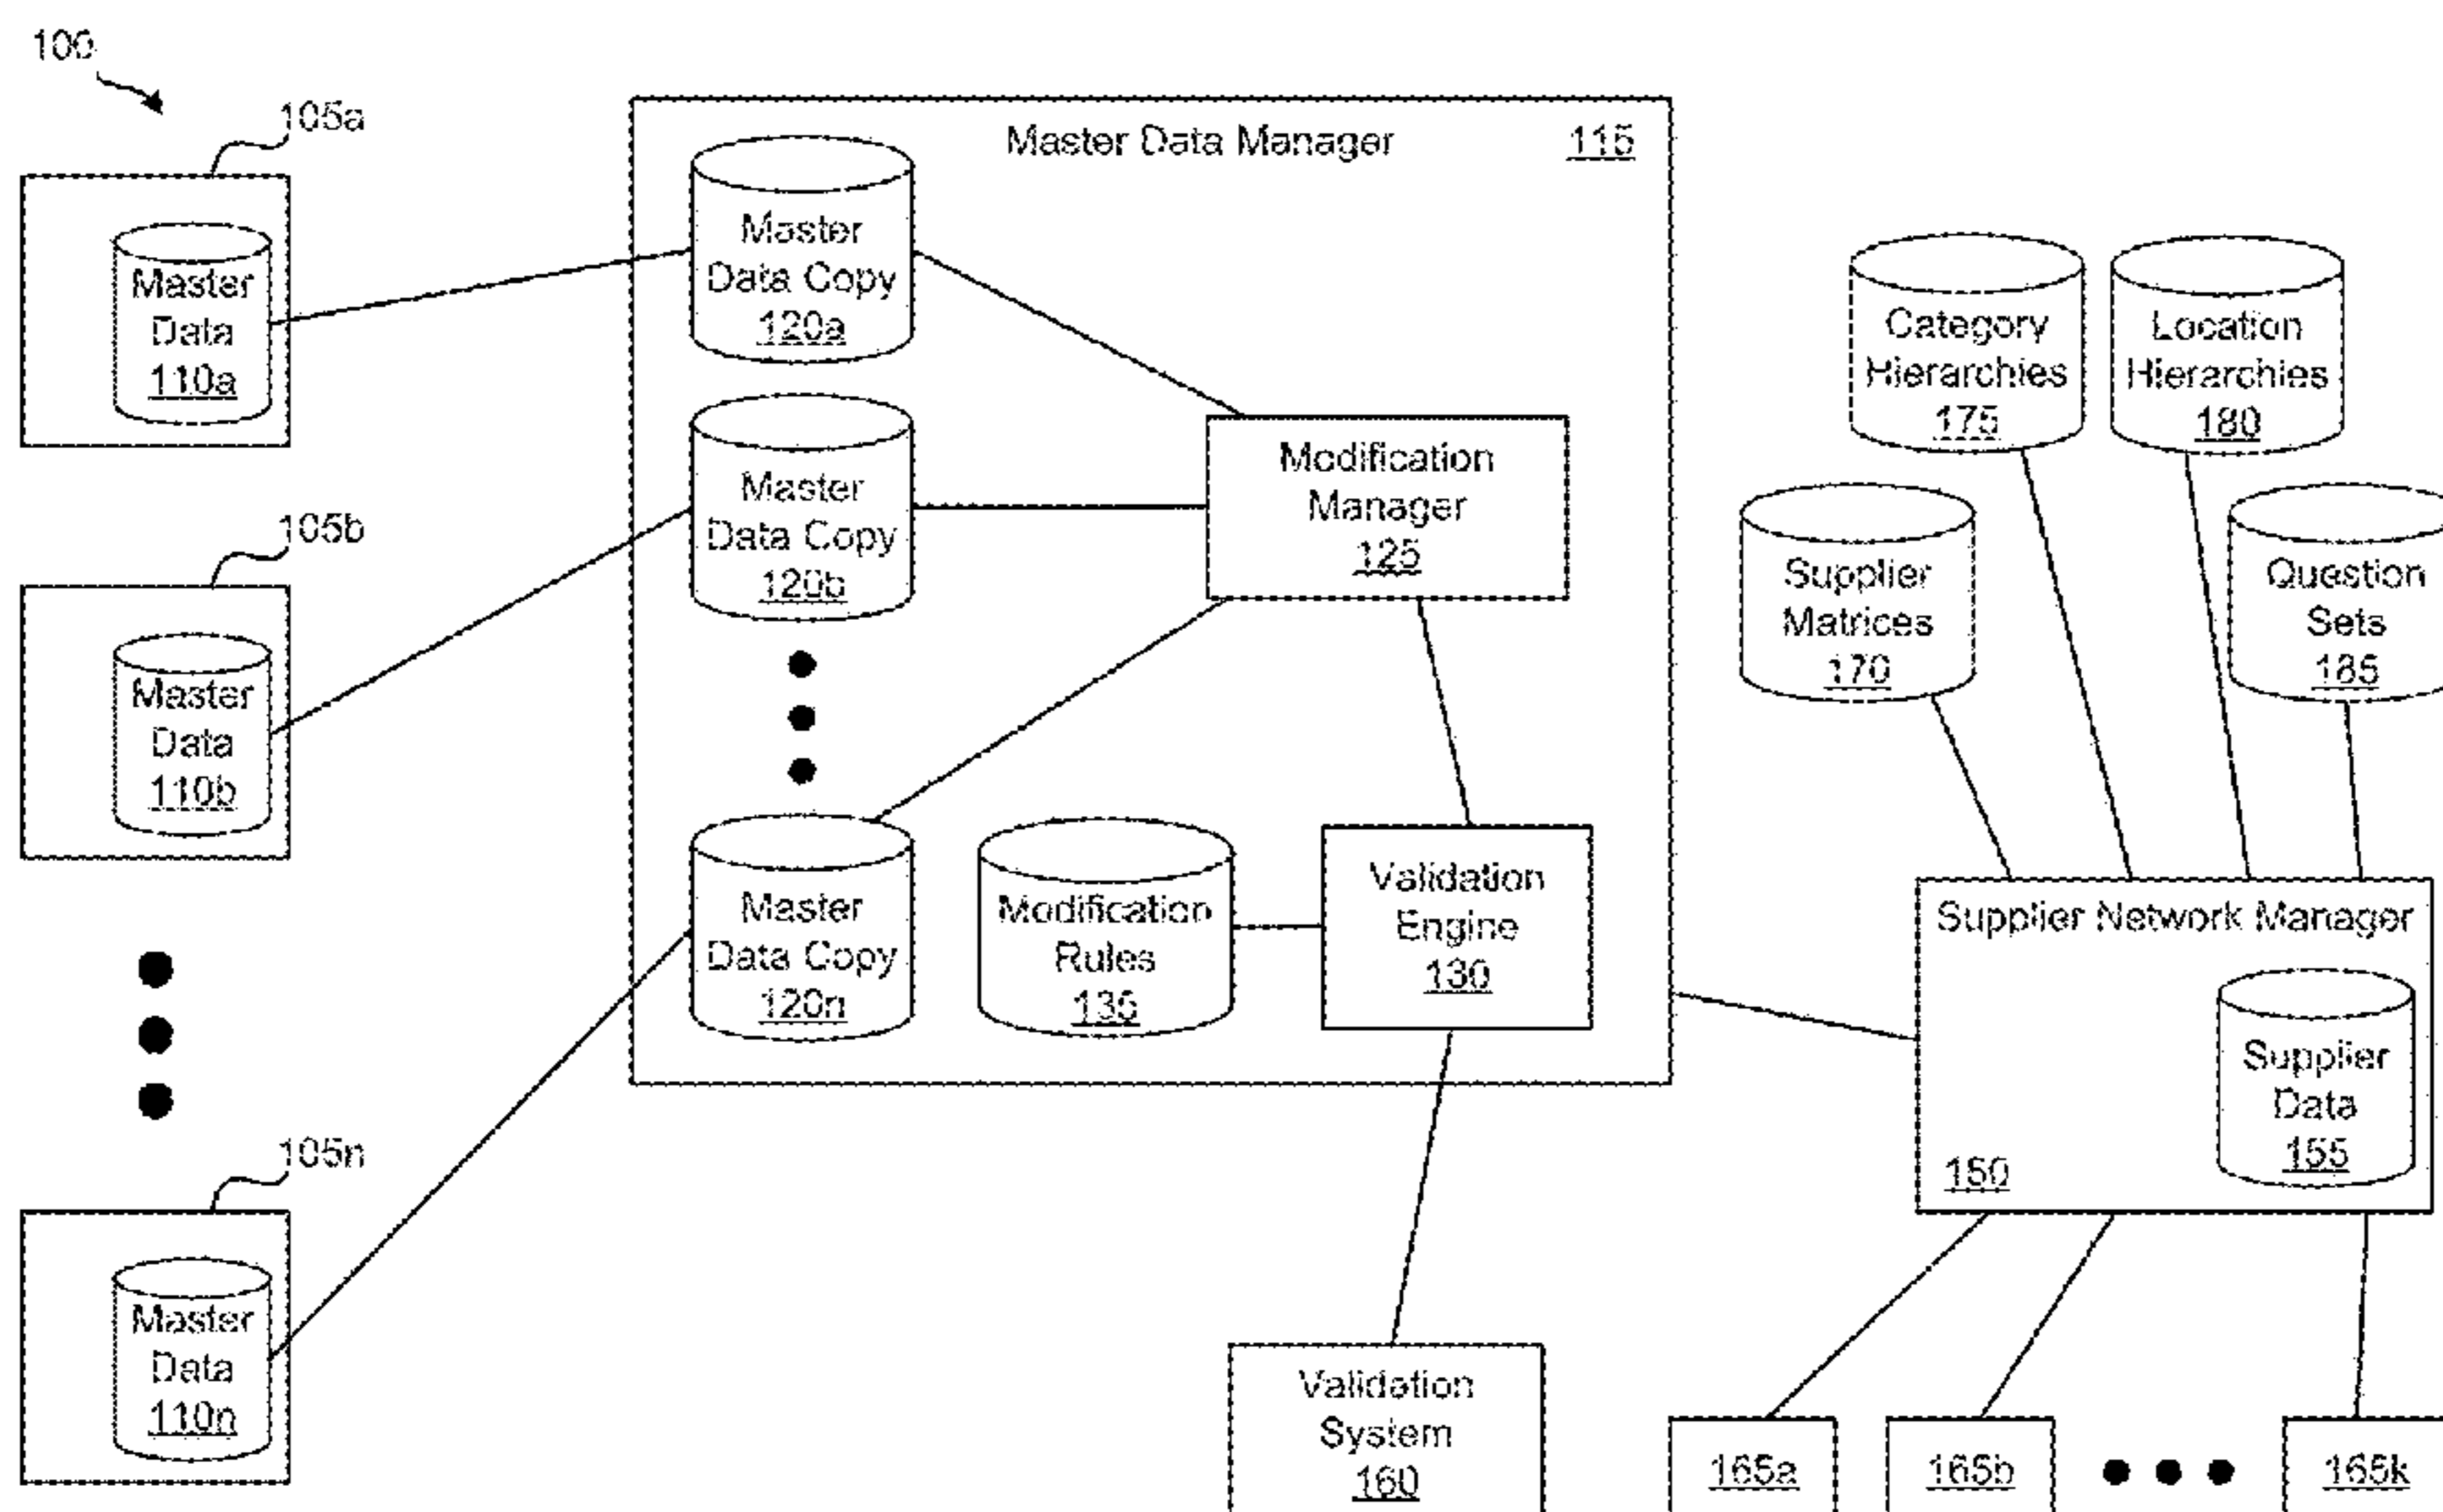 100
105a
Master
Data
110a
105b
Master
Data
110b
105n
Master
Data
110n
Master Data Manager
115
Master
Data Copy
120a
Master
Data Copy
120b
Master
Data Copy
120n
Modification
Manager
125
Modification
Rules
135
Validation
Engine
130
Validation
System
160
Category
Hierarchies
175
Location
Hierarchies
180
Supplier
Matrices
170
Question
Sets
185
Supplier Network Manager
150
Supplier
Data
155
165a
165b
165k